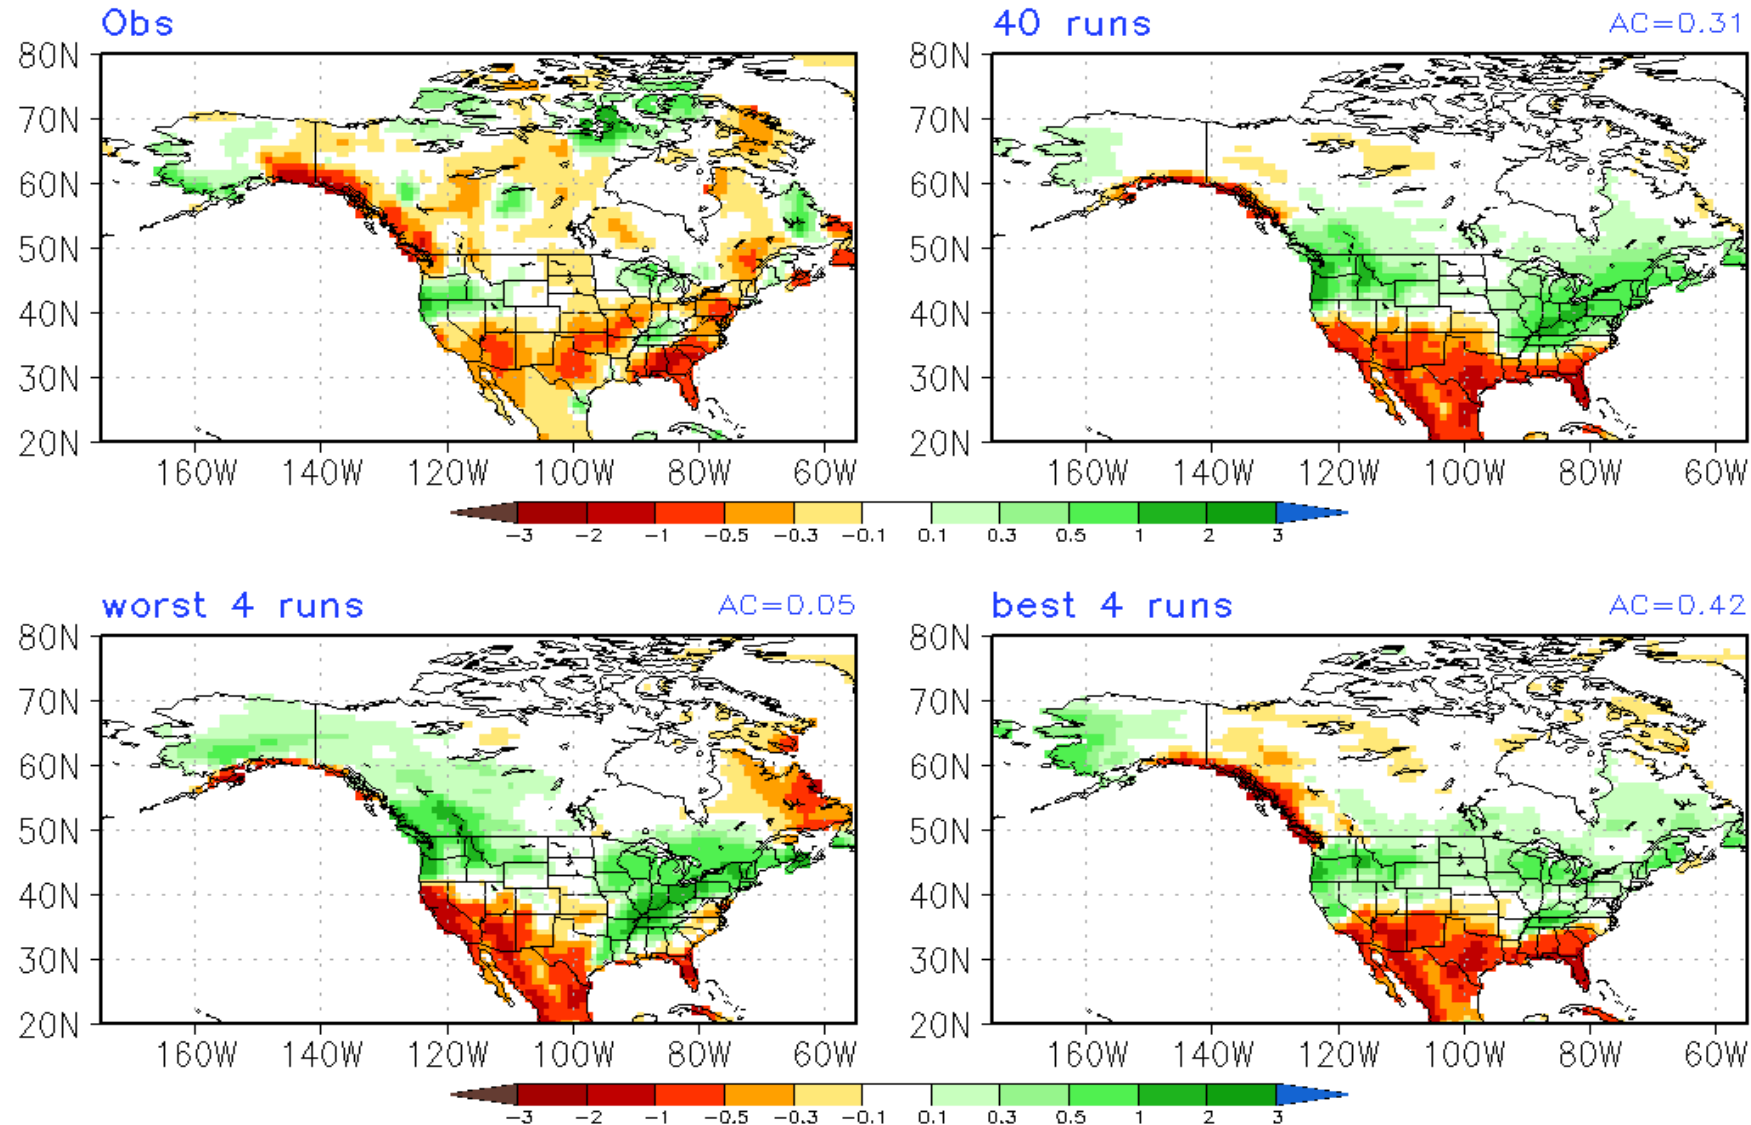 Obs
40 runs AC=0.31
80N 80N
70N 70N
60N 60N
50N 50N
40N 40N
30N 30N
20N 20N
160W 140W 120W 100W 80W 60W 160W 140W 120W 100W 80W 60W
-3 -2 -1 -0.5 -0.3 -0.1 0.1 0.3 0.5 1 2 3
worst 4 runs AC=0.05
best 4 runs AC=0.42
80N 80N
70N 70N
60N 60N
50N 50N
40N 40N
30N 30N
20N 20N
160W 140W 120W 100W 80W 60W 160W 140W 120W 100W 80W 60W
-3 -2 -1 -0.5 -0.3 -0.1 0.1 0.3 0.5 1 2 3